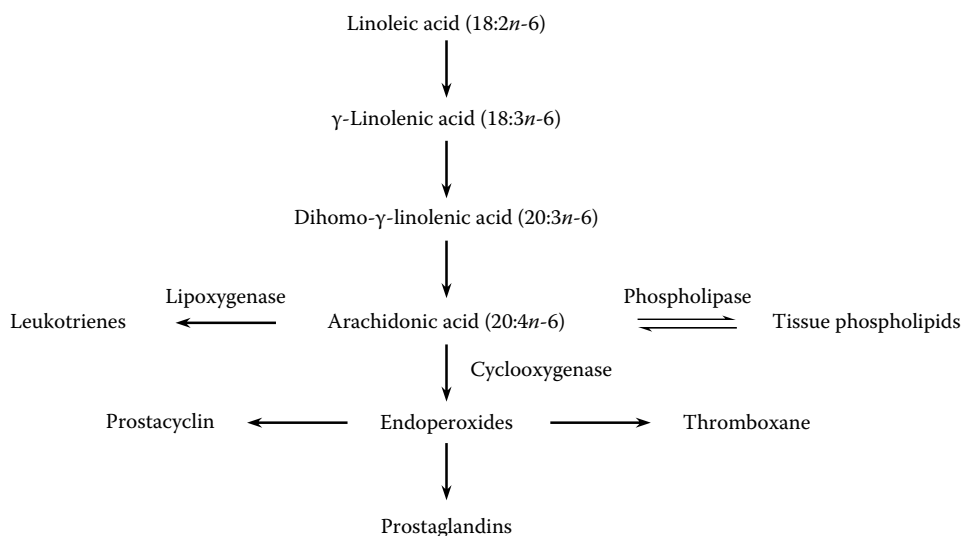 Linoleic acid (18:2n-6)
γ-Linolenic acid (18:3n-6)
Dihomo-γ-linolenic acid (20:3n-6)
Lipoxygenase
Phospholipase
Leukotrienes
Arachidonic acid (20:4n-6)
Tissue phospholipids
Cyclooxygenase
Prostacyclin
Endoperoxides
Thromboxane
Prostaglandins